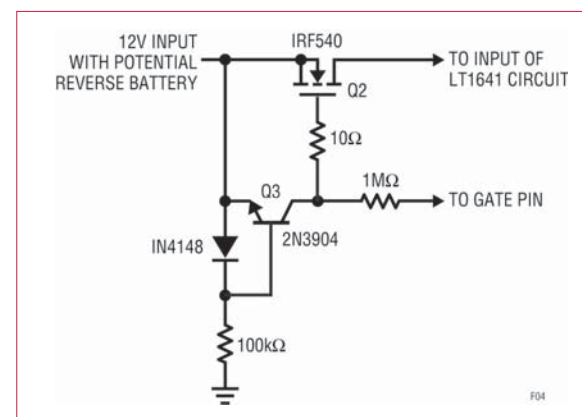 12V INPUT
WITH POTENTIAL
REVERSE BATTERY
IRF540
TO INPUT OF
LT1641 CIRCUIT
Q2
10Ω
Q3
1MΩ
TO GATE PIN
2N3904
IN4148
100kΩ
F04